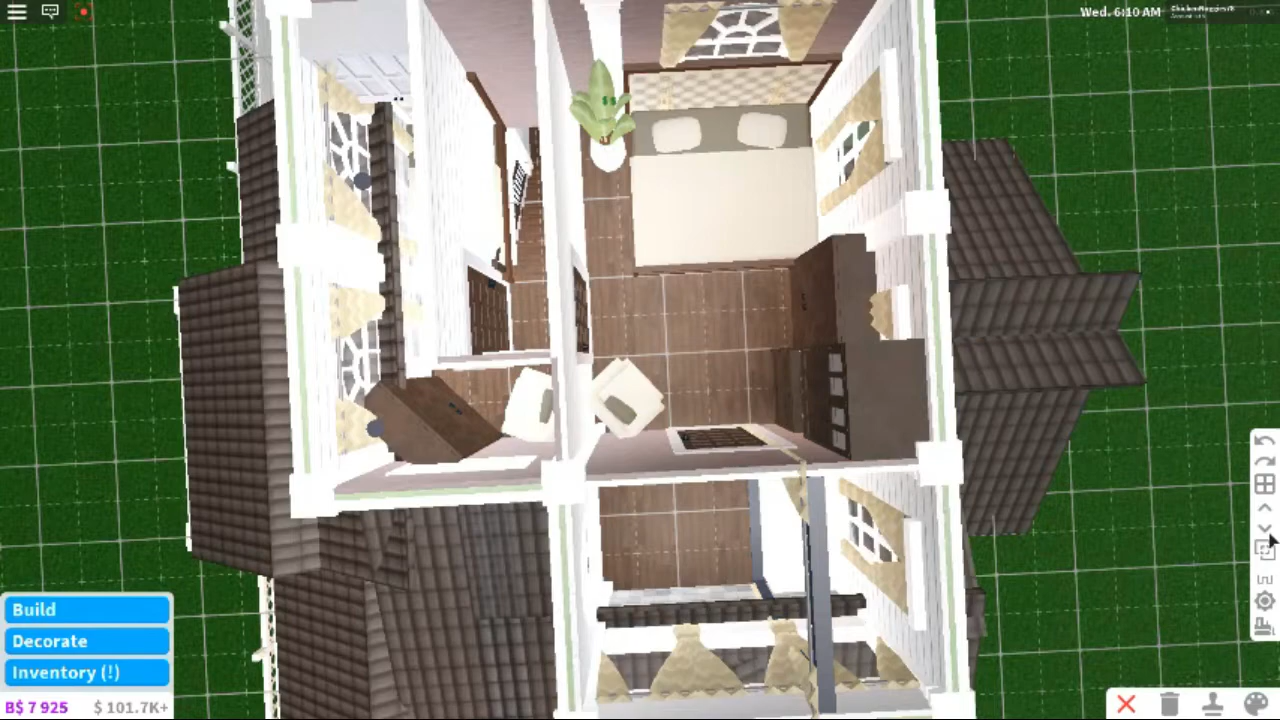 Wed. 6:10 AM
Build
Decorate
Inventory (!)
B$ 7 925 $ 101.7K+